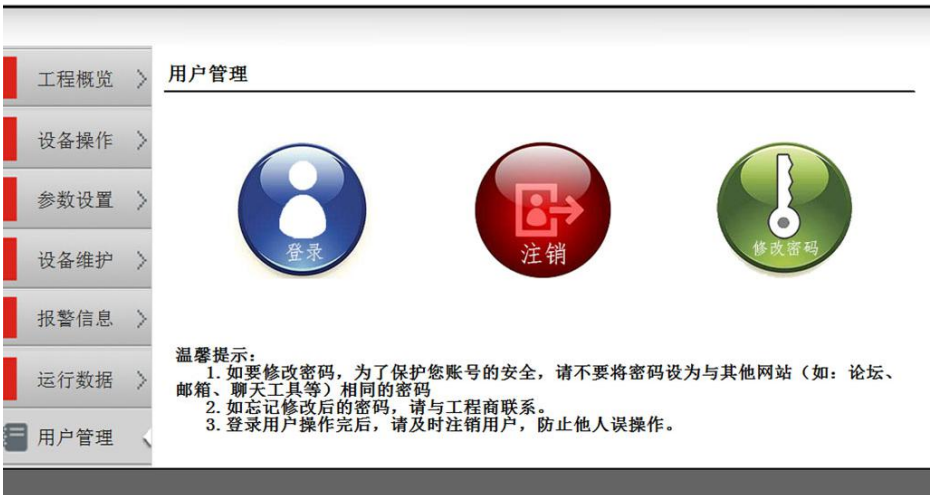 工程概览
设备操作
参数设置
设备维护
报警信息
运行数据
用户管理
用户管理
登录
注销
修改密码
温馨提示：
1.如要修改密码，为了保护您账号的安全，请不要将密码设为与其他网站（如：论坛、
邮箱、聊天工具等）相同的密码
2.如忘记修改后的密码，请与工程商联系。
3.登录用户操作完后，请及时注销用户，防止他人误操作。